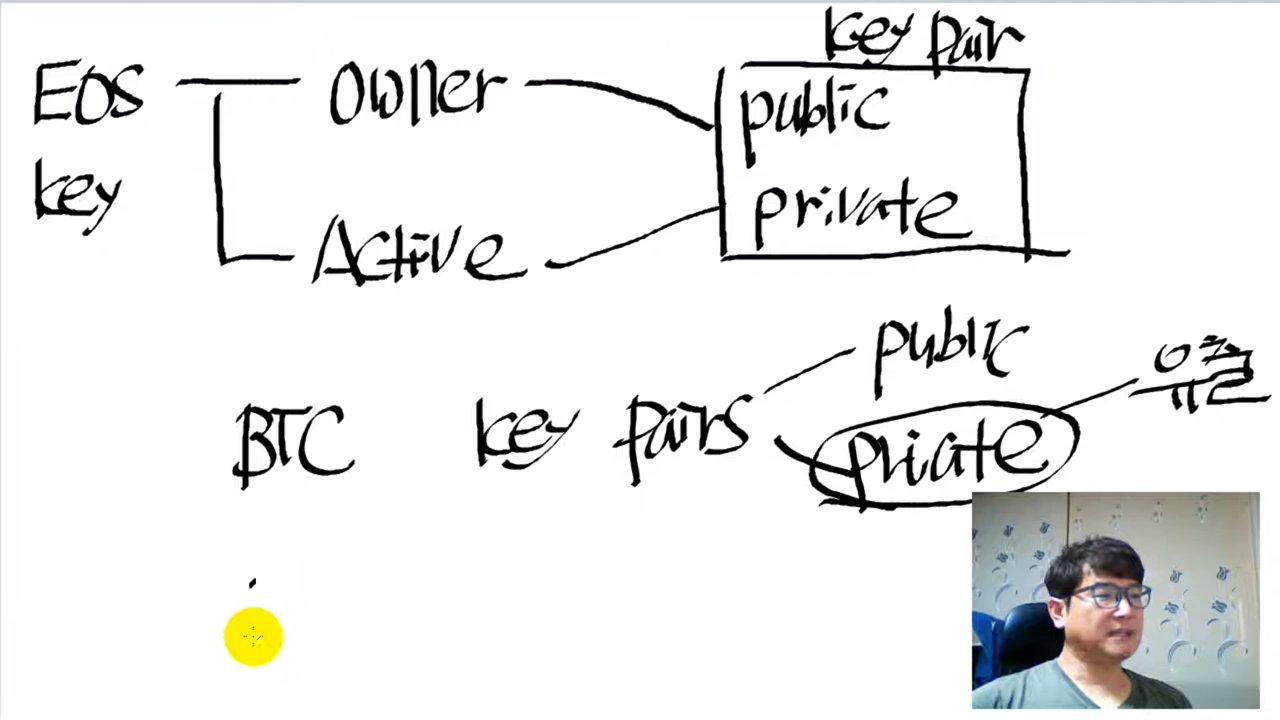 key pair
EOS owner public
key private
Active
public
BTC key pairs priate 유출